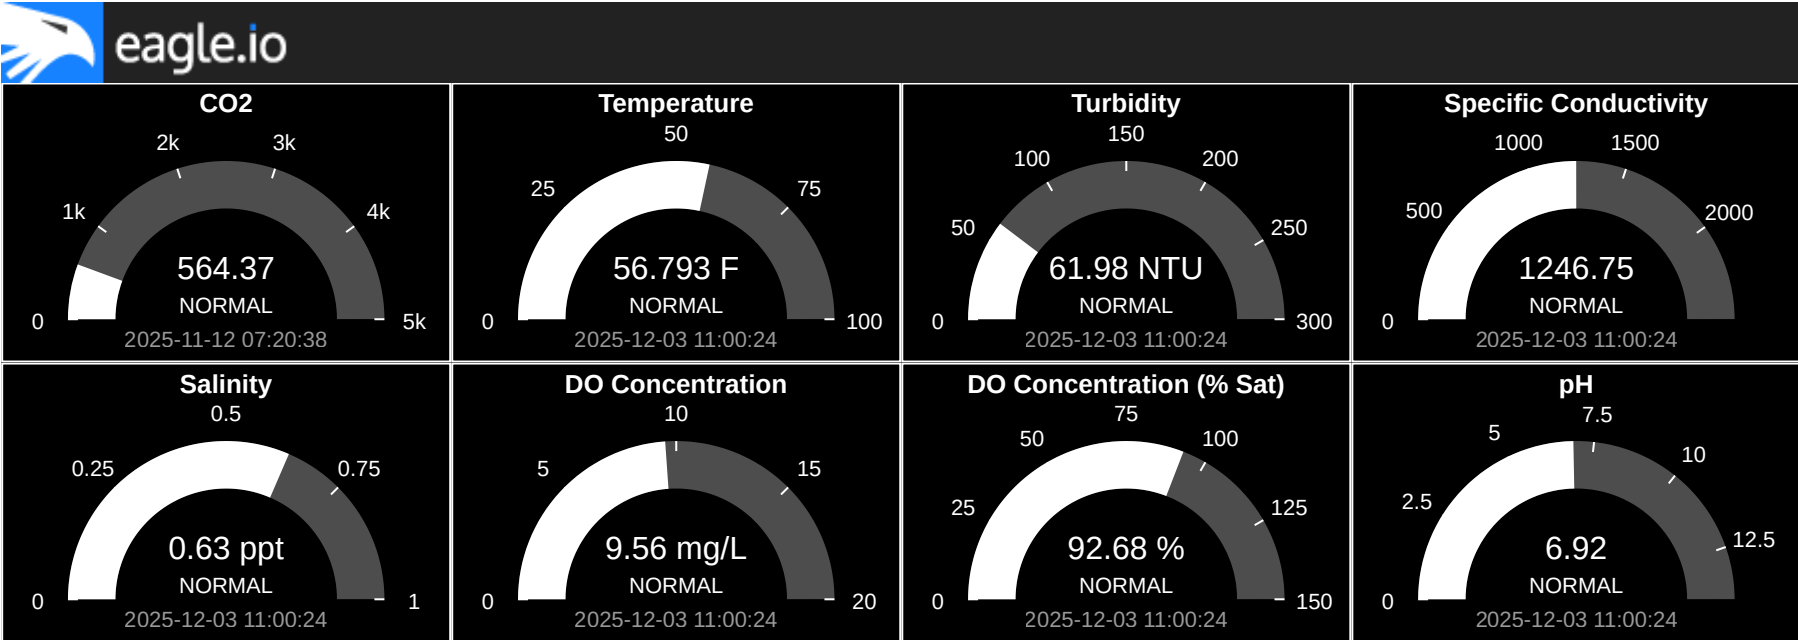 eagle.io
CO2
2k 3k
1k 4k
564.37
NORMAL
0 5k
2025-11-12 07:20:38
Temperature
50
25 75
56.793 F
NORMAL
0 100
2025-12-03 11:00:24
Turbidity
150
100 200
50 250
61.98 NTU
NORMAL
0 300
2025-12-03 11:00:24
Specific Conductivity
1000 1500
500 2000
1246.75
NORMAL
0
2025-12-03 11:00:24
Salinity
0.5
0.25 0.75
0.63 ppt
NORMAL
0 1
2025-12-03 11:00:24
DO Concentration
10
5 15
9.56 mg/L
NORMAL
0 20
2025-12-03 11:00:24
DO Concentration (% Sat)
75
50 100
25 125
92.68 %
NORMAL
0 150
2025-12-03 11:00:24
pH
7.5
5 10
2.5 12.5
6.92
NORMAL
0
2025-12-03 11:00:24